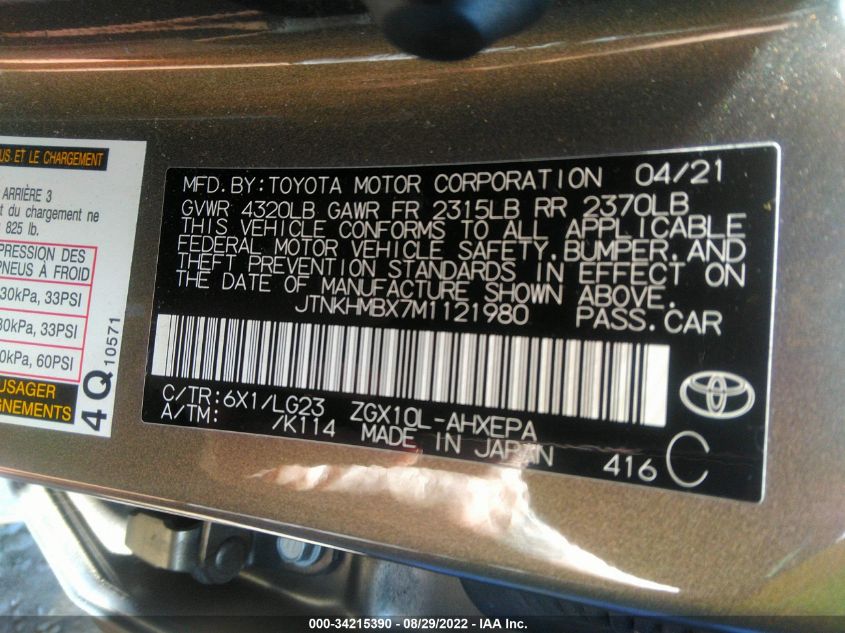 US ET LE CHARGEMENT
ARRIÈRE 3
t du chargement ne
825 lb.
PRESSION DES
PNEUS À FROID
30kPa, 33PSI
30kPa, 33PSI
0kPa, 60PSI
USAGER
GNEMENTS
4Q 10571
MFD.BY:TOYOTA MOTOR CORPORATION 04/21
GVWR 4320LB GAWR FR 2315LB RR 2370LB
THIS VEHICLE CONFORMS TO ALL APPLICABLE
FEDERAL MOTOR VEHICLE SAFETY,BUMPER,AND
THEFT PREVENTION STANDARDS IN EFFECT ON
THE DATE OF MANUFACTURE SHOWN ABOVE.
JTNKHMBX7M1121980 PASS.CAR
C/TR:6X1/LG23 ZGX10L-AHXEPA
A/TM: /K114 MADE IN JAPAN
416 C
000-34215390 - 08/29/2022 - IAA Inc.